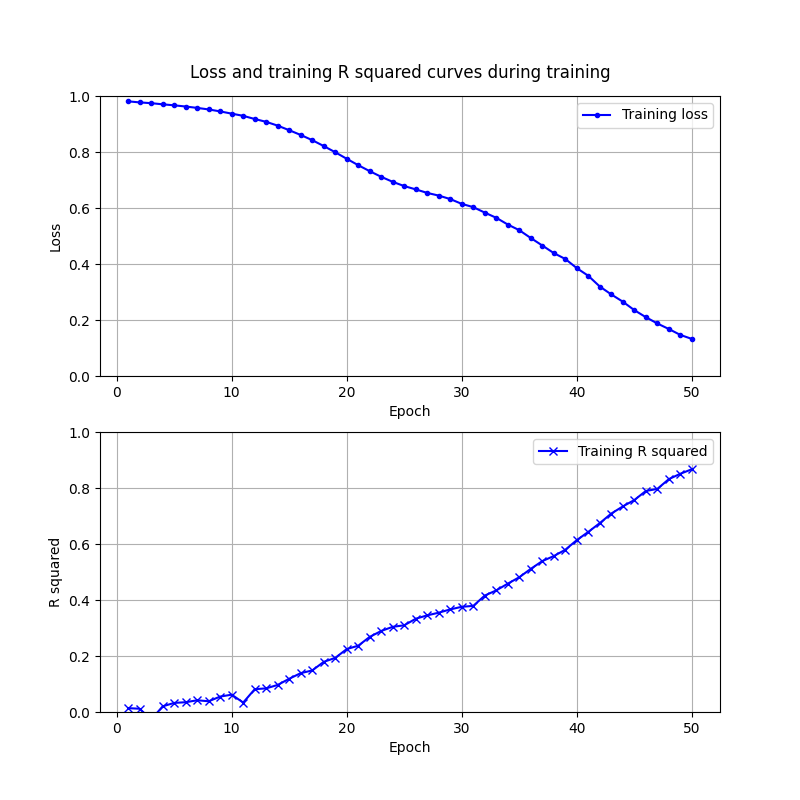 Loss and training R squared curves during training
1.0
Training loss
0.8
0.6
Loss
0.4
0.2
0.0
0 10 20 30 40 50
Epoch
1.0
Training R squared
0.8
0.6
R squared
0.4
0.2
0.0
0 10 20 30 40 50
Epoch